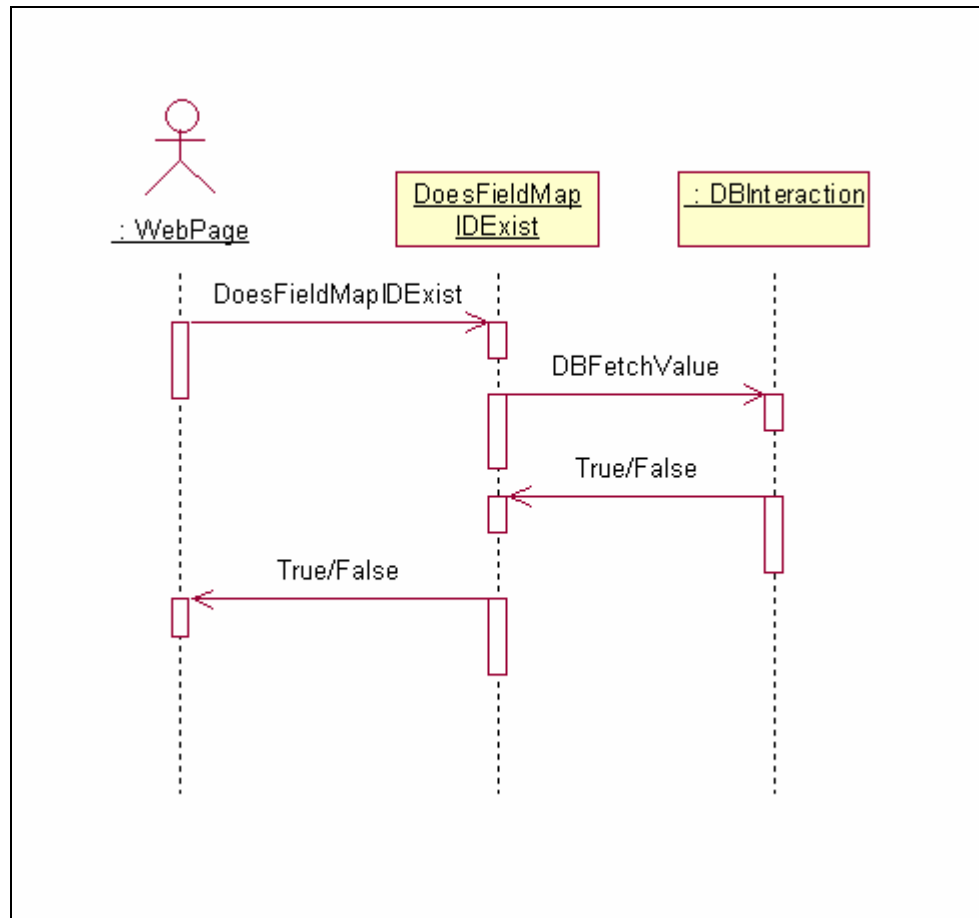 DoesFieldMap
IDExist
: DBInteraction
: WebPage
DoesFieldMapIDExist
DBFetchValue
True/False
True/False